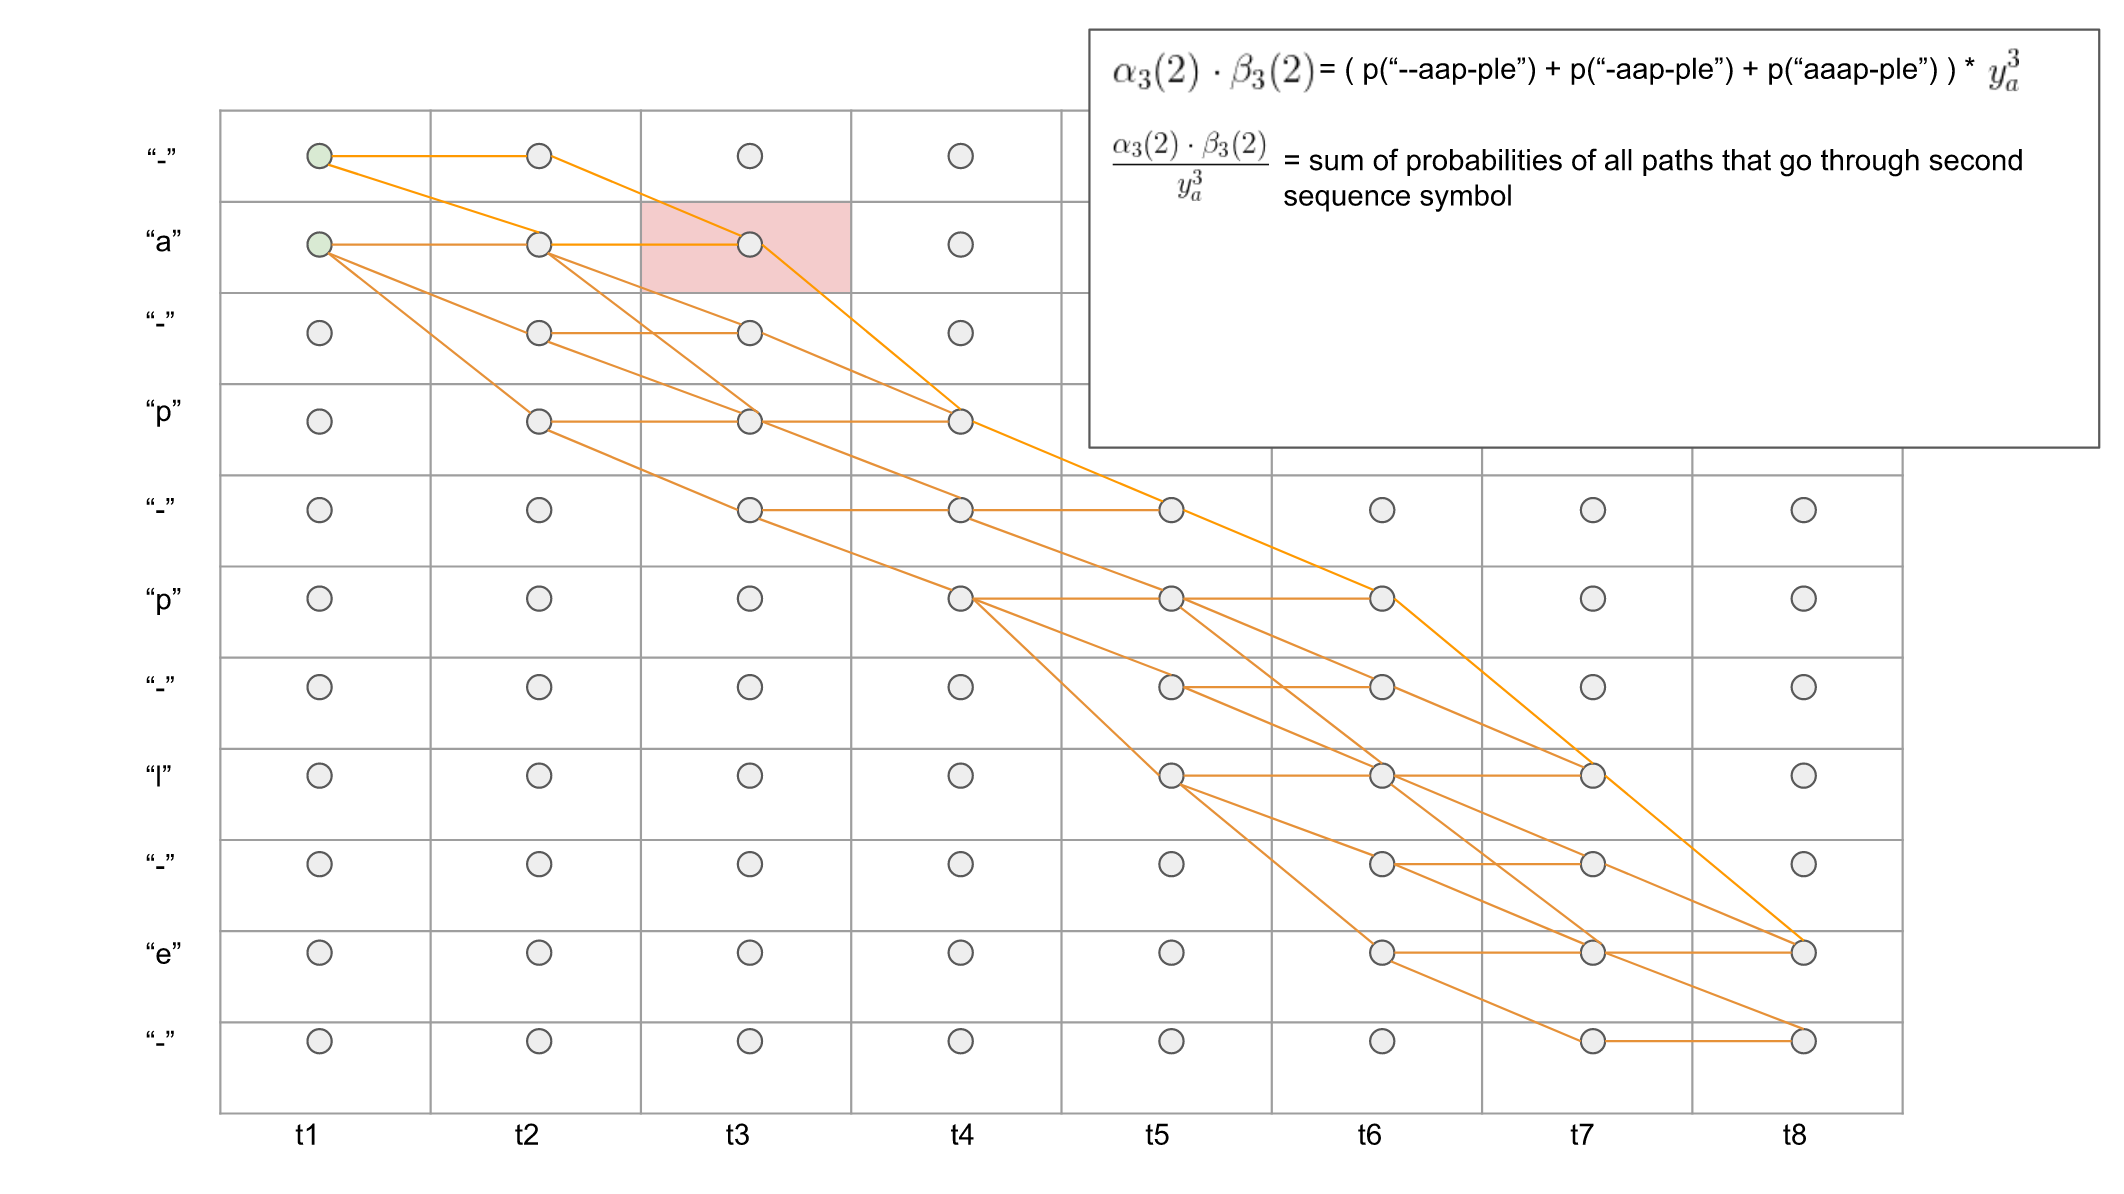 α₃(2) · β₃(2) = ( p(“--aap-ple”) + p(“-aap-ple”) + p(“aaap-ple”) ) * y_a^3
α₃(2) · β₃(2) / y_a^3 = sum of probabilities of all paths that go through second
sequence symbol
“-”
“a”
“-”
“p”
“-”
“p”
“-”
“l”
“-”
“e”
“-”
t1 t2 t3 t4 t5 t6 t7 t8